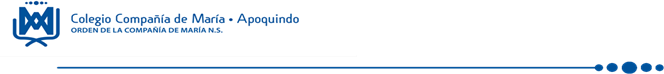 Colegio Compañía de María • Apoquindo
ORDEN DE LA COMPAÑÍA DE MARÍA N.S.